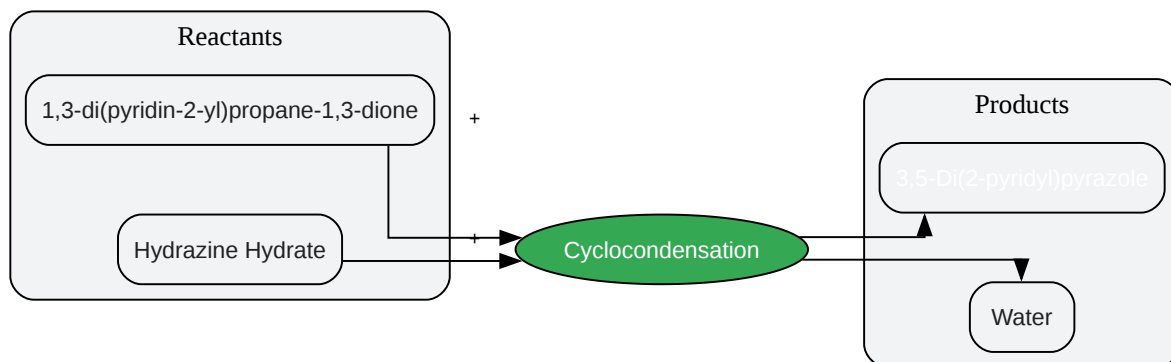 Reactants
1,3-di(pyridin-2-yl)propane-1,3-dione
+
Hydrazine Hydrate
+
Cyclocondensation
Products
3,5-Di(2-pyridyl)pyrazole
Water